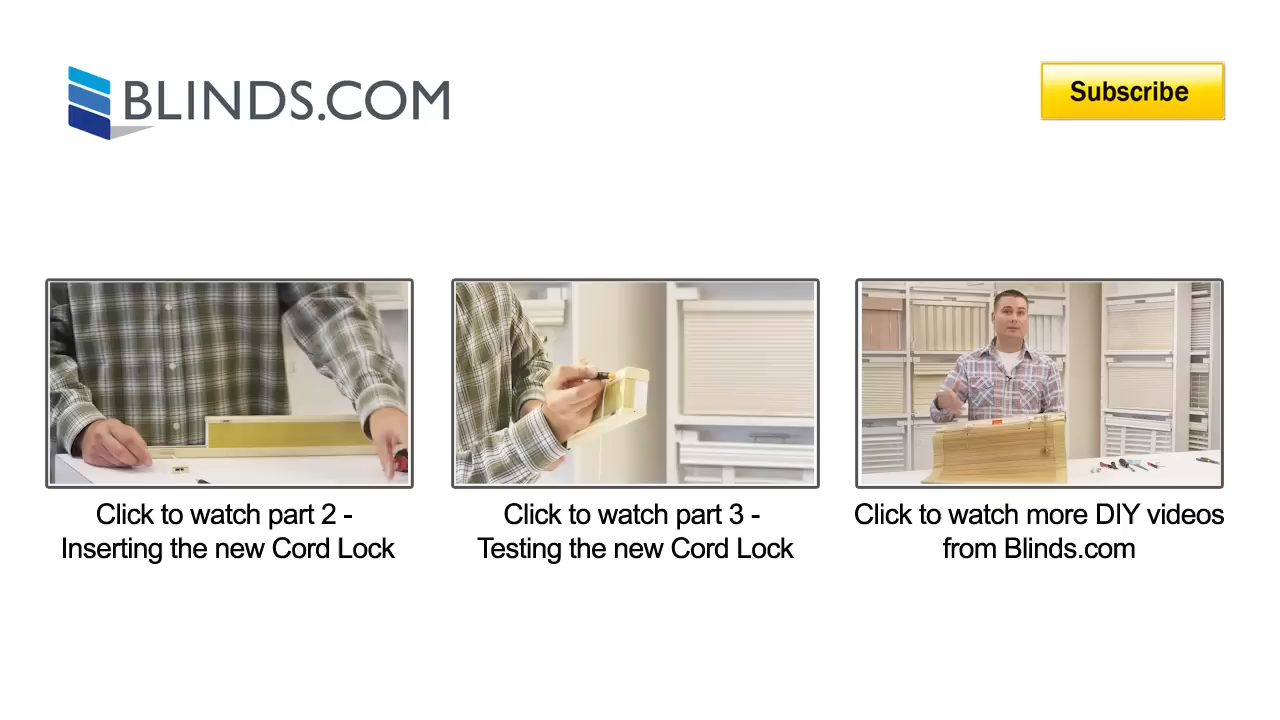 BLINDS.COM
Subscribe
Click to watch part 2 -
Inserting the new Cord Lock
Click to watch part 3 -
Testing the new Cord Lock
Click to watch more DIY videos
from Blinds.com